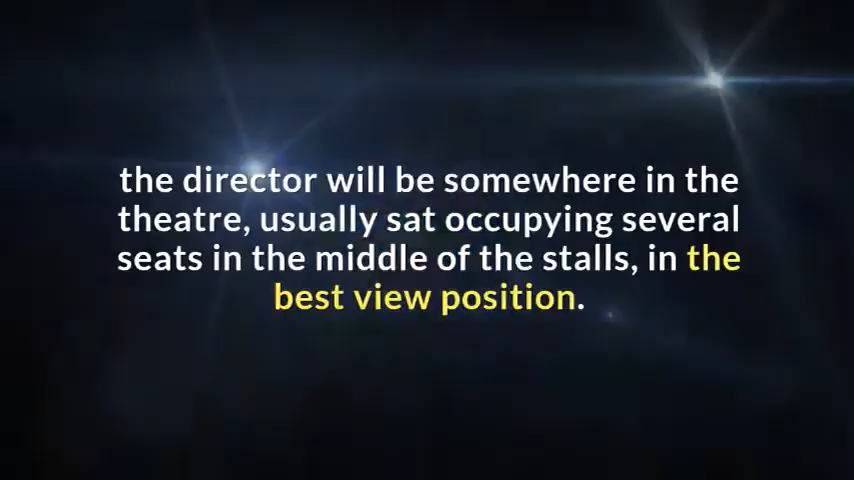 the director will be somewhere in the
theatre, usually sat occupying several
seats in the middle of the stalls, in the
best view position.